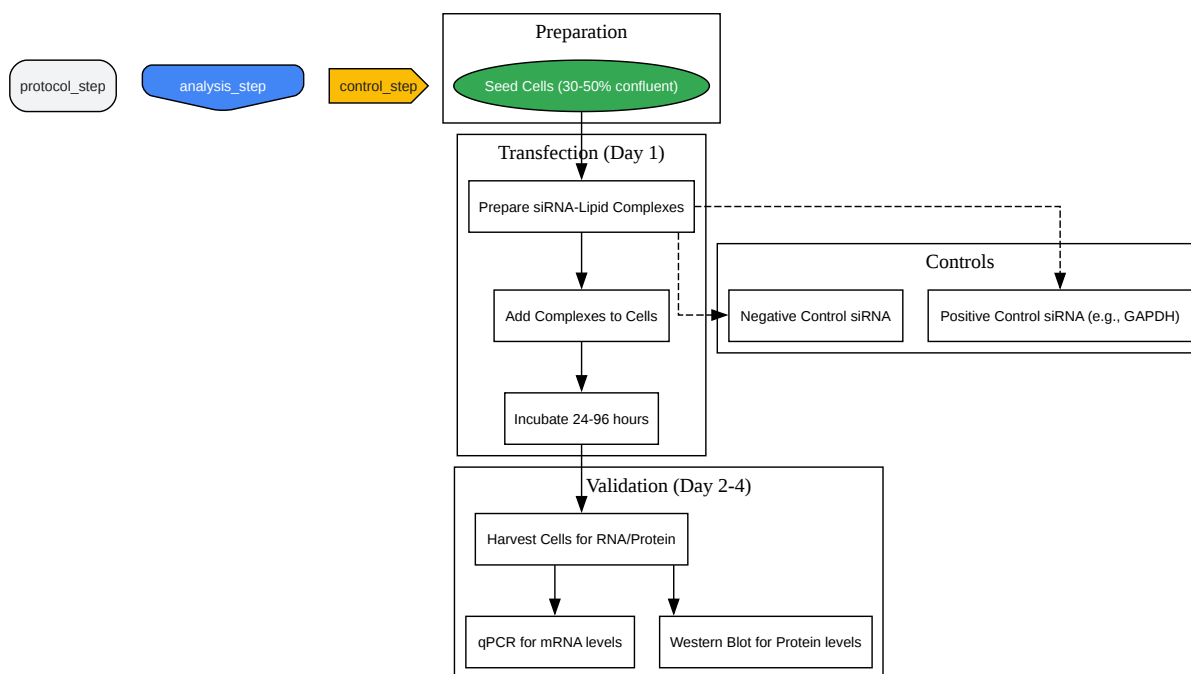 Preparation
protocol_step
analysis_step
control_step
Seed Cells (30-50% confluent)
Transfection (Day 1)
Prepare siRNA-Lipid Complexes
Controls
Add Complexes to Cells
Negative Control siRNA
Positive Control siRNA (e.g., GAPDH)
Incubate 24-96 hours
Validation (Day 2-4)
Harvest Cells for RNA/Protein
qPCR for mRNA levels
Western Blot for Protein levels